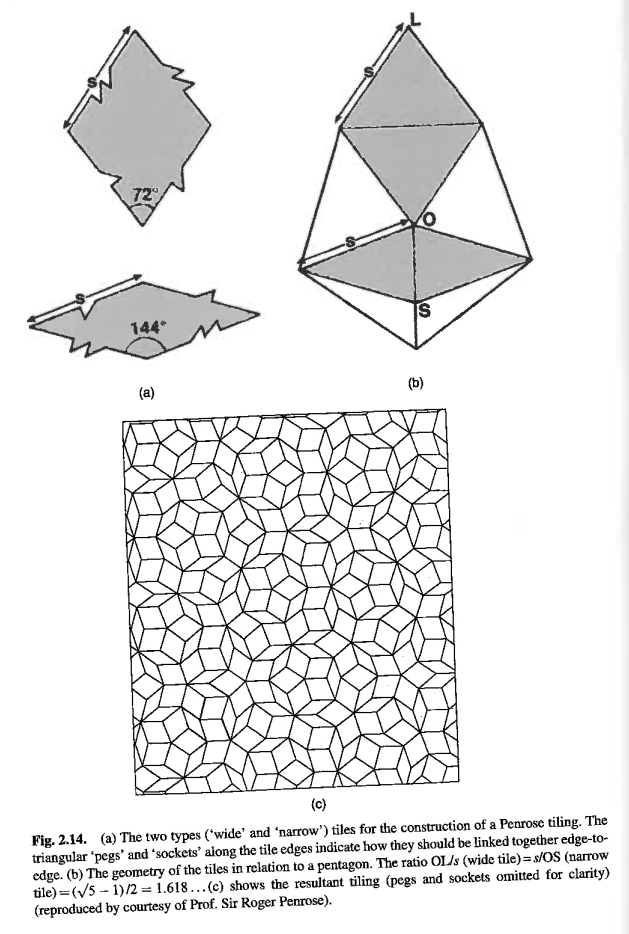 L
S
S
72°
O
S
S
S
144°
(a)
(b)
(c)
Fig. 2.14. (a) The two types ('wide' and 'narrow') tiles for the construction of a Penrose tiling. The
triangular 'pegs' and 'sockets' along the tile edges indicate how they should be linked together edge-to-
edge. (b) The geometry of the tiles in relation to a pentagon. The ratio OL/s (wide tile) = s/OS (narrow
tile) = (√5 − 1)/2 = 1.618 ... (c) shows the resultant tiling (pegs and sockets omitted for clarity)
(reproduced by courtesy of Prof. Sir Roger Penrose).